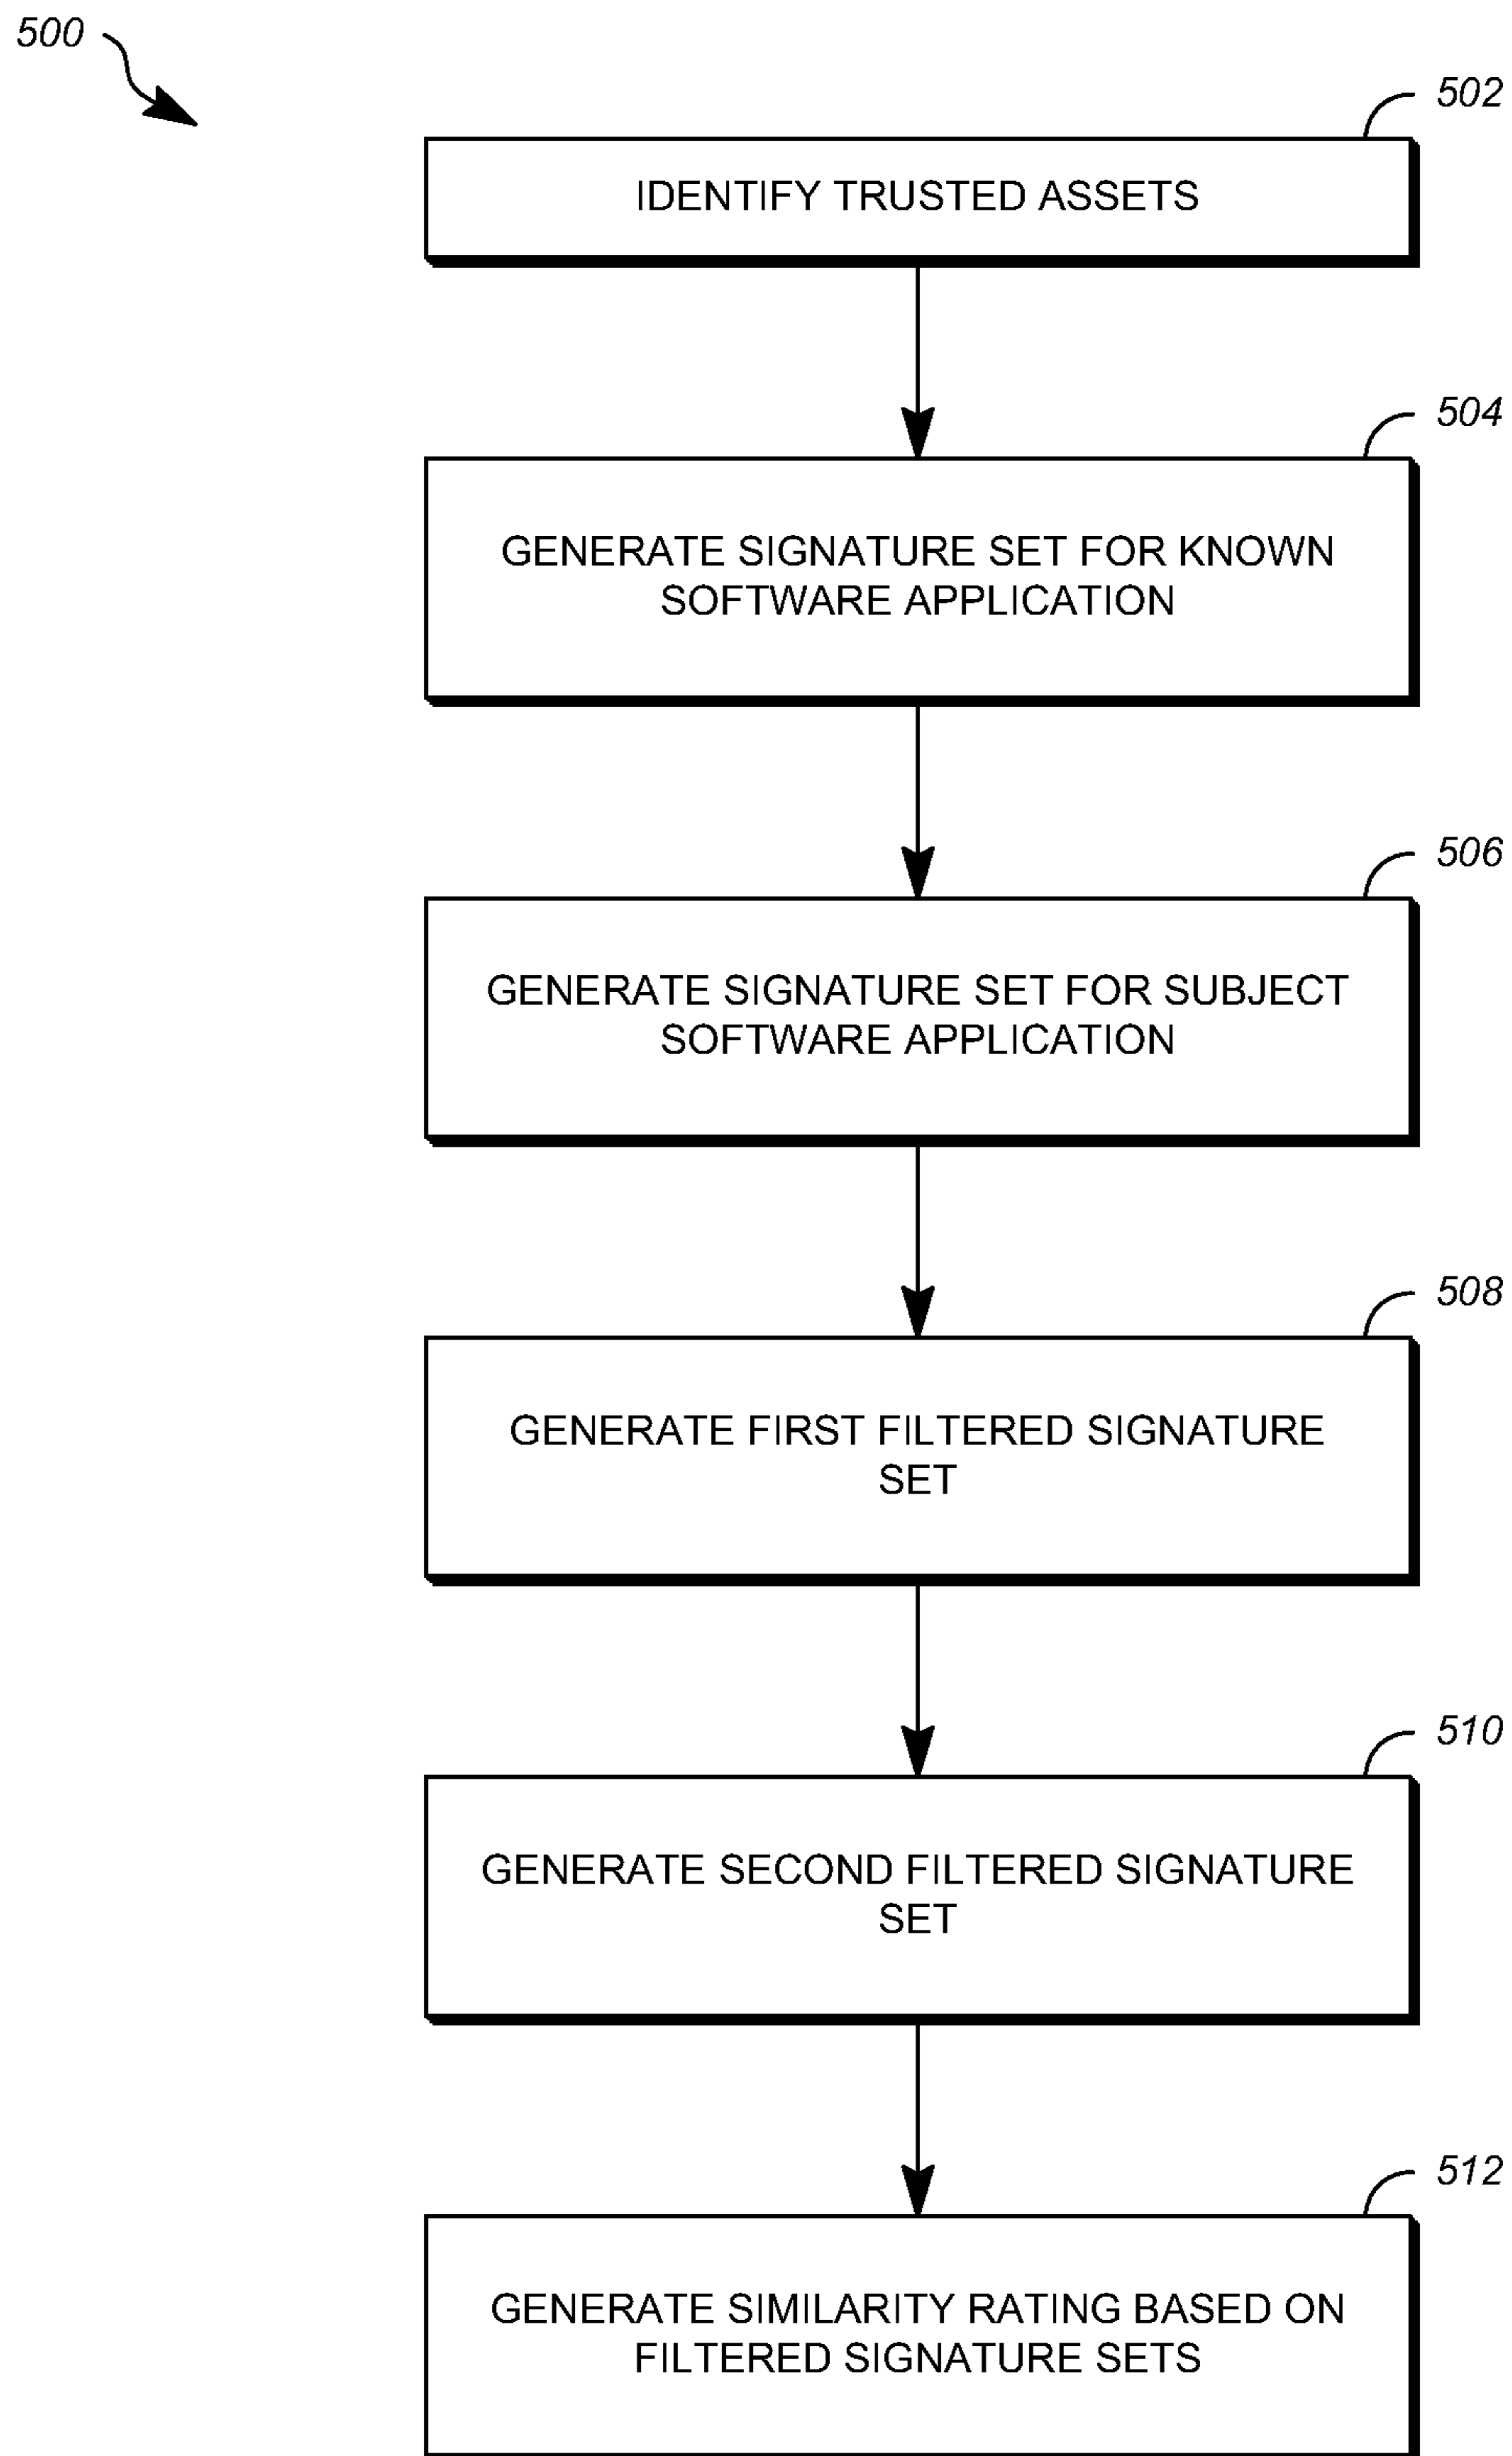 500
502
IDENTIFY TRUSTED ASSETS
504
GENERATE SIGNATURE SET FOR KNOWN
SOFTWARE APPLICATION
506
GENERATE SIGNATURE SET FOR SUBJECT
SOFTWARE APPLICATION
508
GENERATE FIRST FILTERED SIGNATURE
SET
510
GENERATE SECOND FILTERED SIGNATURE
SET
512
GENERATE SIMILARITY RATING BASED ON
FILTERED SIGNATURE SETS